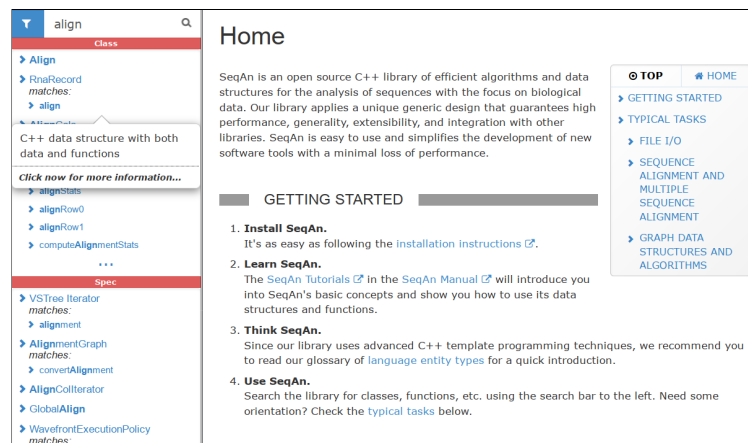 align
Class
Align
RnaRecord
matches:
align
C++ data structure with both
data and functions
Click now for more information...
alignStats
alignRow0
alignRow1
computeAlignmentStats
...
Spec
VSTree Iterator
matches:
alignment
AlignmentGraph
matches:
convertAlignment
AlignColIterator
GlobalAlign
WavefrontExecutionPolicy
matches:
Home
SeqAn is an open source C++ library of efficient algorithms and data
structures for the analysis of sequences with the focus on biological
data. Our library applies a unique generic design that guarantees high
performance, generality, extensibility, and integration with other
libraries. SeqAn is easy to use and simplifies the development of new
software tools with a minimal loss of performance.
GETTING STARTED
1. Install SeqAn.
It's as easy as following the installation instructions.
2. Learn SeqAn.
The SeqAn Tutorials in the SeqAn Manual will introduce you
into SeqAn's basic concepts and show you how to use its data
structures and functions.
3. Think SeqAn.
Since our library uses advanced C++ template programming techniques, we recommend you
to read our glossary of language entity types for a quick introduction.
4. Use SeqAn.
Search the library for classes, functions, etc. using the search bar to the left. Need some
orientation? Check the typical tasks below.
TOP HOME
GETTING STARTED
TYPICAL TASKS
FILE I/O
SEQUENCE
ALIGNMENT AND
MULTIPLE
SEQUENCE
ALIGNMENT
GRAPH DATA
STRUCTURES AND
ALGORITHMS